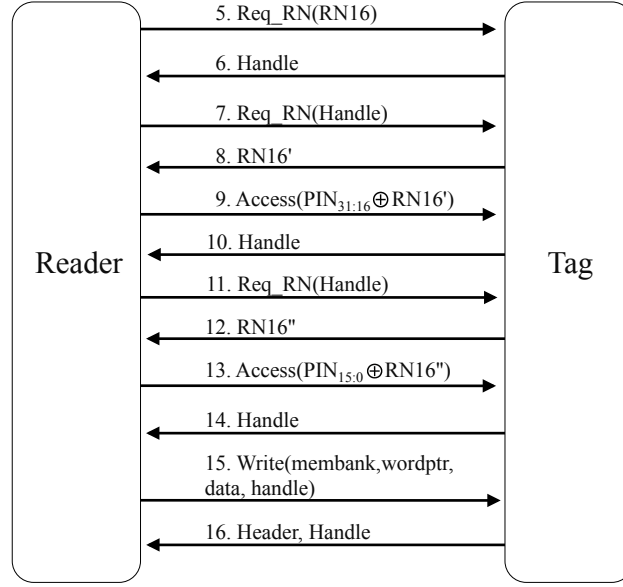 5. Req_RN(RN16)
6. Handle
7. Req_RN(Handle)
8. RN16'
9. Access(PIN₃₁:₁₆⊕RN16')
10. Handle
Reader
Tag
11. Req_RN(Handle)
12. RN16"
13. Access(PIN₁₅:₀⊕RN16")
14. Handle
15. Write(membank,wordptr,
data, handle)
16. Header, Handle